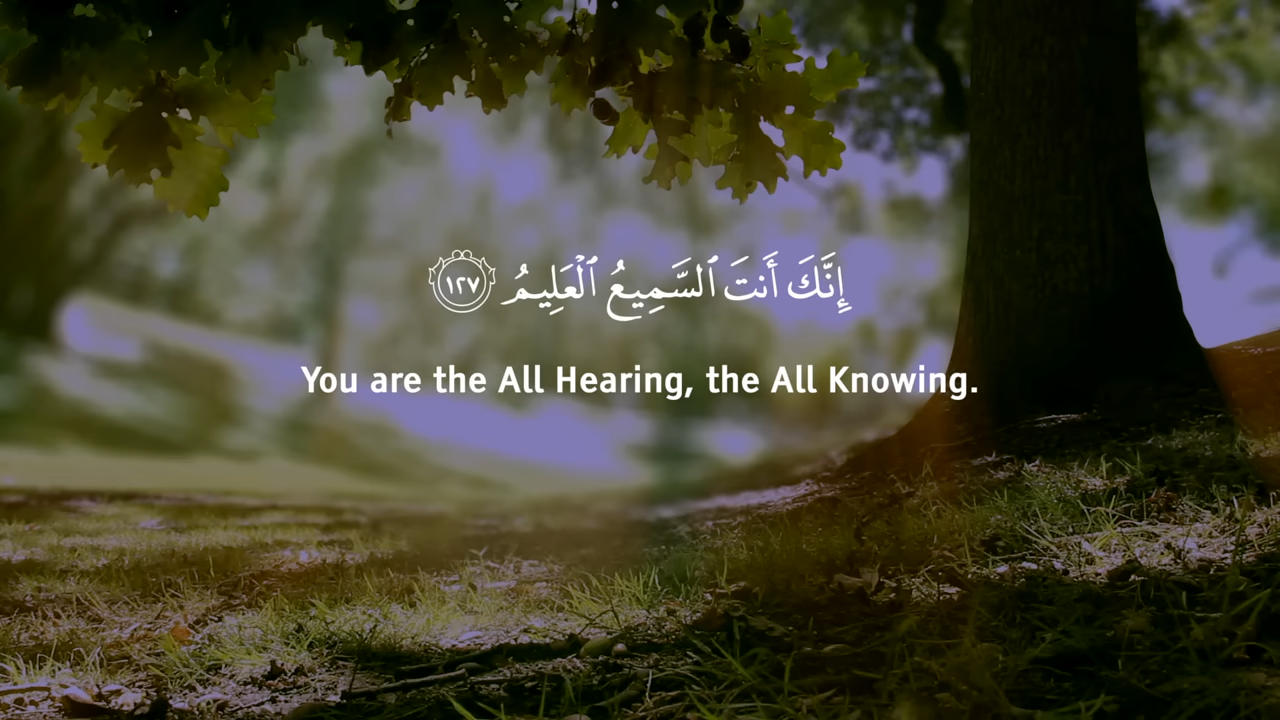 إِنَّكَ أَنتَ ٱلسَّمِيعُ ٱلْعَلِيمُ ١٢٧
You are the All Hearing, the All Knowing.